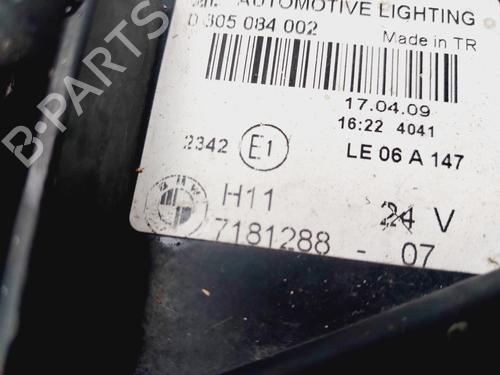 AUTOMOTIVE LIGHTING
0 305 084 002
Made in TR
17.04.09
16:22 4041
2342 E1 LE 06 A 147
H11 24 V
7181288 - 07
B-PARTS